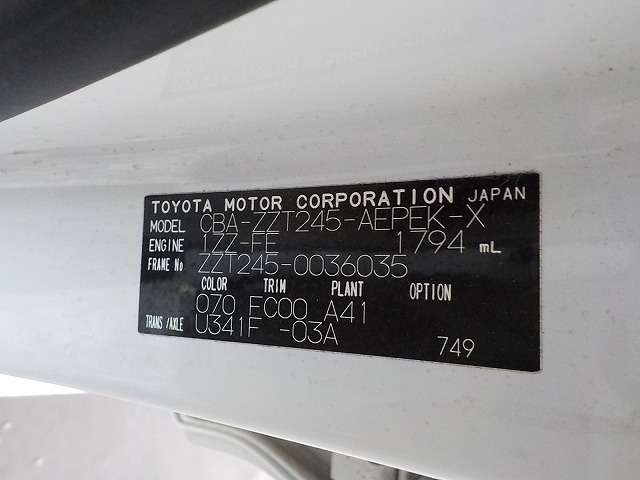 TOYOTA MOTOR CORPORATION JAPAN
MODEL CBA-ZZT245-AEPEK-X
ENGINE 1ZZ-FE 1794 mL
FRAME No ZZT245-0036035
COLOR TRIM PLANT OPTION
070 EC00 A41
TRANS/AXLE U341F -03A
749